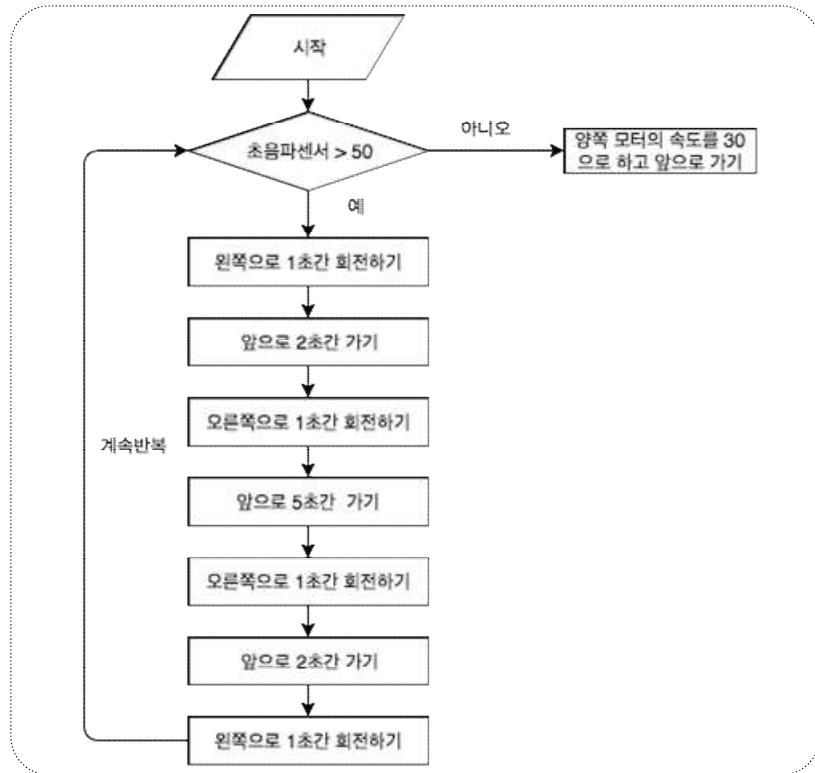 시작
초음파센서 > 50
아니오
양쪽 모터의 속도를 30
으로 하고 앞으로 가기
예
왼쪽으로 1초간 회전하기
앞으로 2초간 가기
오른쪽으로 1초간 회전하기
계속반복
앞으로 5초간 가기
오른쪽으로 1초간 회전하기
앞으로 2초간 가기
왼쪽으로 1초간 회전하기